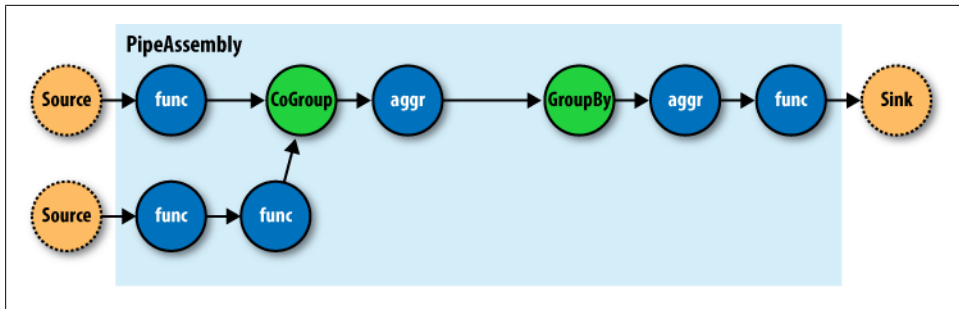 PipeAssembly
Source func CoGroup aggr GroupBy aggr func Sink
Source func func